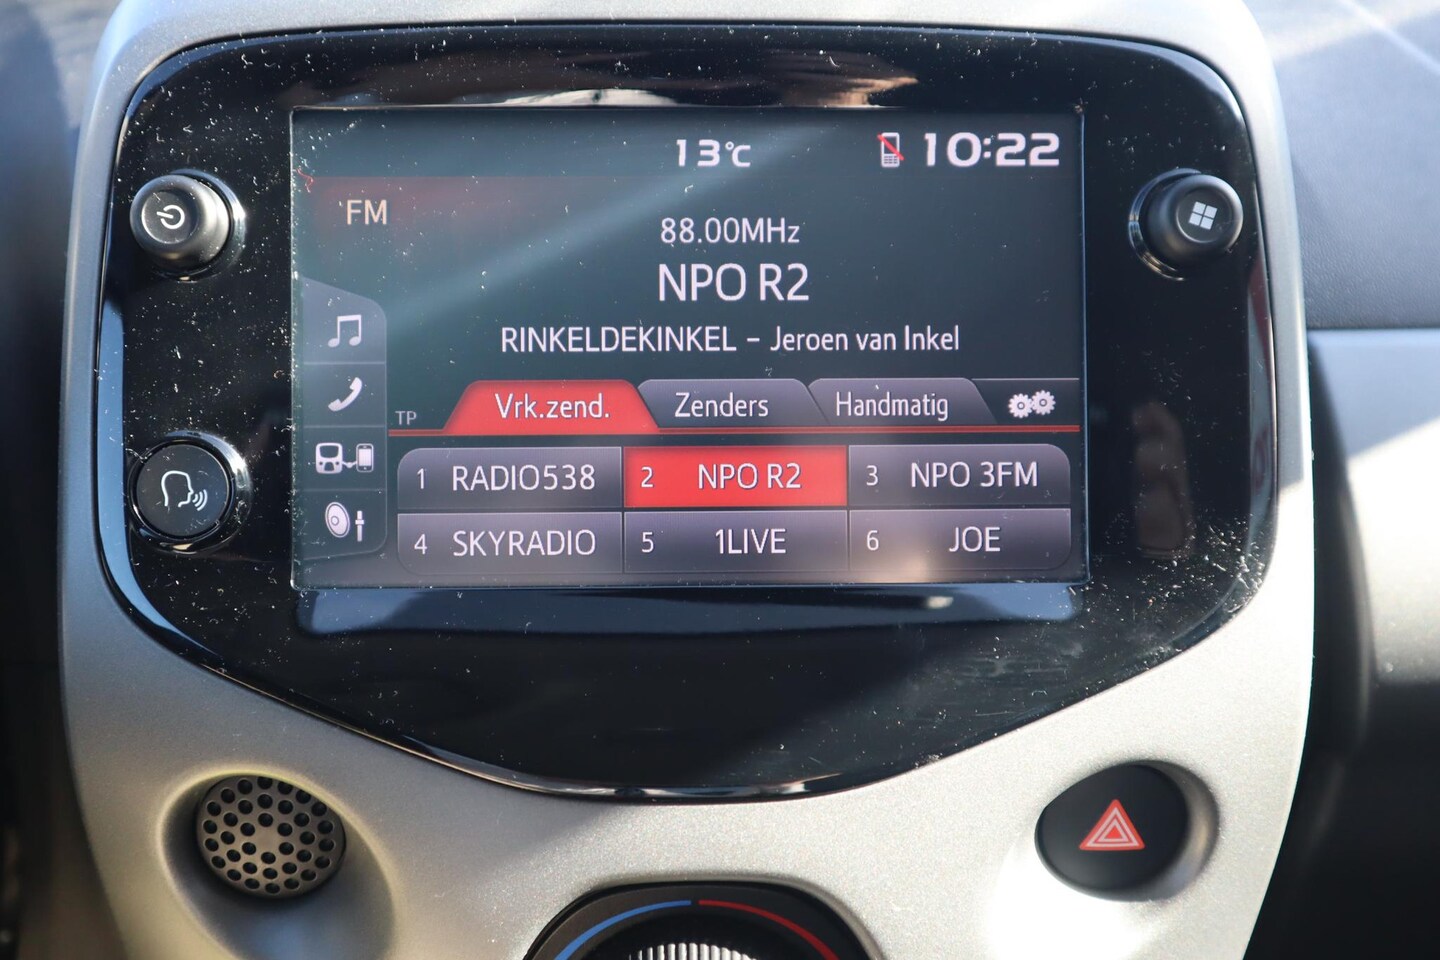 13°C 10:22
FM
88.00MHz
NPO R2
RINKELDEKINKEL – Jeroen van Inkel
TP Vrk.zend. Zenders Handmatig
1 RADIO538 2 NPO R2 3 NPO 3FM
4 SKYRADIO 5 1LIVE 6 JOE